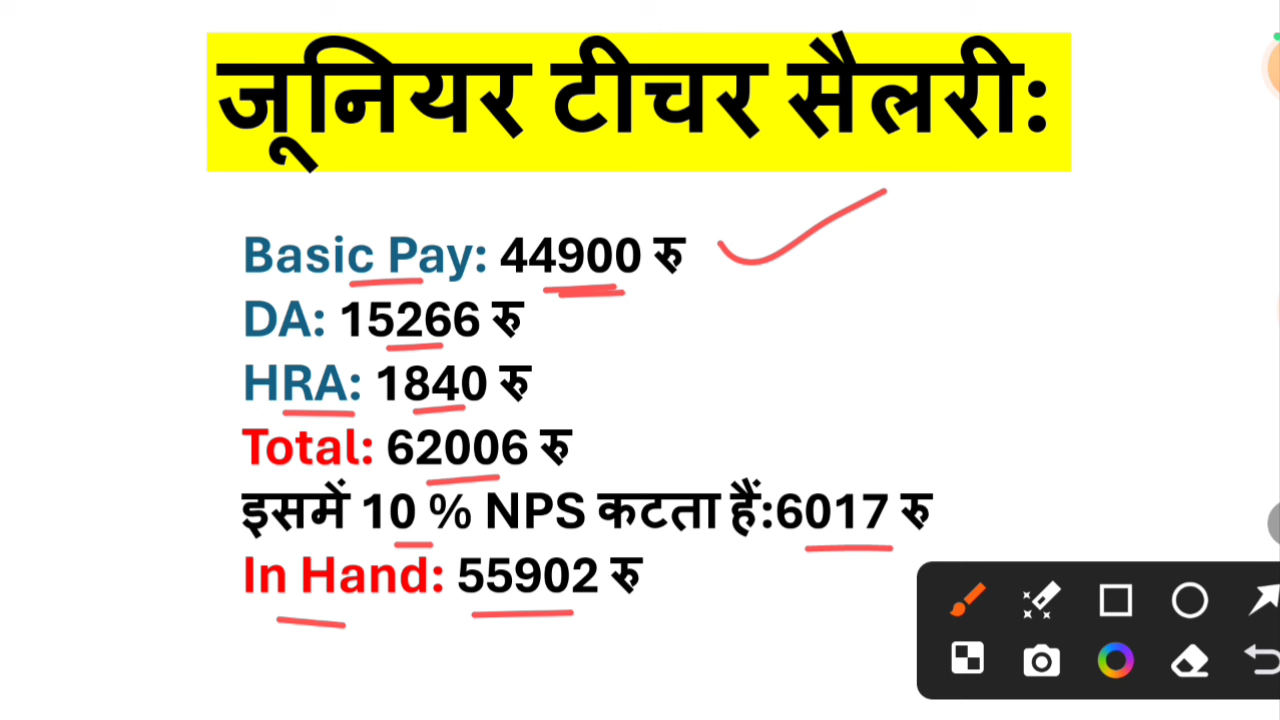 जूनियर टीचर सैलरी:
Basic Pay: 44900 रु
DA: 15266 रु
HRA: 1840 रु
Total: 62006 रु
इसमें 10 % NPS कटता हैं:6017 रु
In Hand: 55902 रु